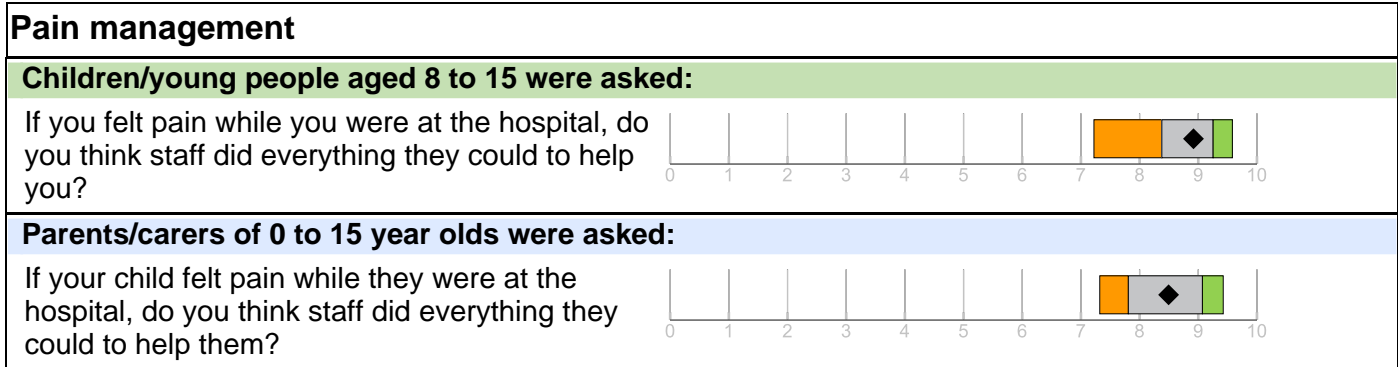 Pain management
Children/young people aged 8 to 15 were asked:
If you felt pain while you were at the hospital, do
you think staff did everything they could to help
you?
0 1 2 3 4 5 6 7 8 9 10
Parents/carers of 0 to 15 year olds were asked:
If your child felt pain while they were at the
hospital, do you think staff did everything they
could to help them?
0 1 2 3 4 5 6 7 8 9 10